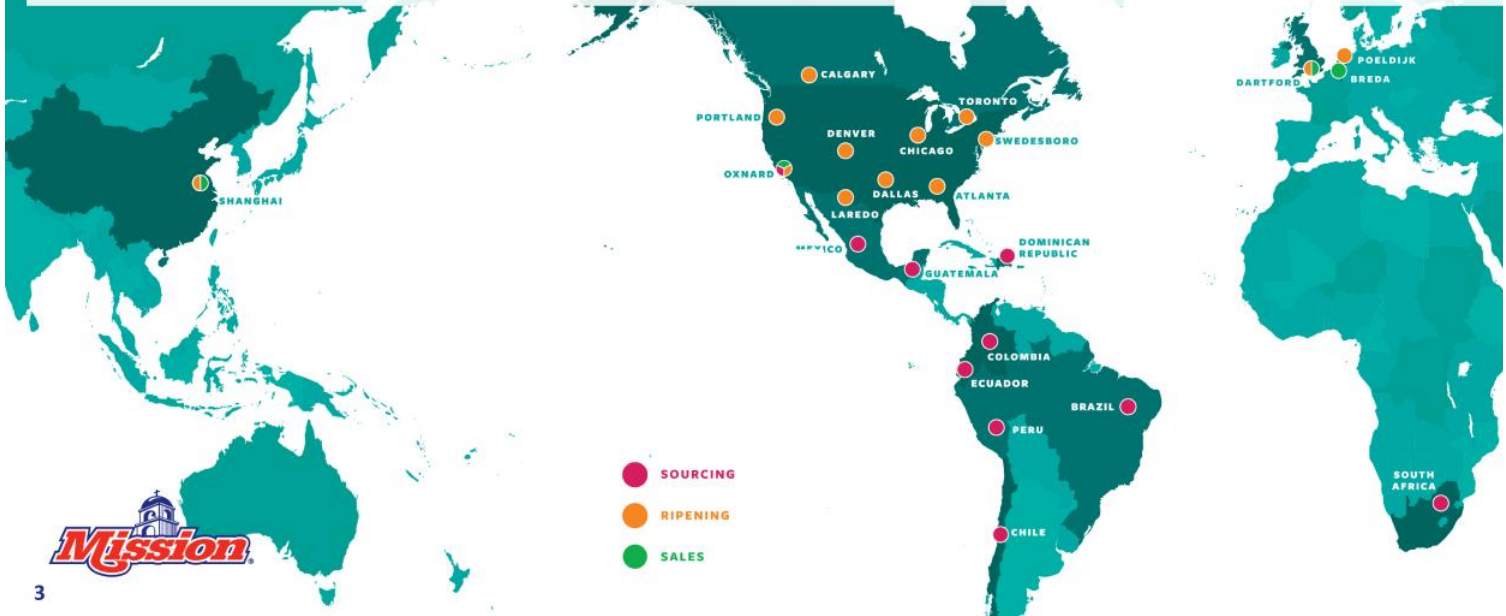 CALGARY
PORTLAND
TORONTO
DENVER
CHICAGO
SWEDESBORO
OXNARD
DALLAS
ATLANTA
LAREDO
DOMINICAN
REPUBLIC
GUATEMALA
COLOMBIA
ECUADOR
BRAZIL
PERU
CHILE
SHANGHAI
DARTFORD
POELDIJK
BREDA
SOUTH
AFRICA
SOURCING
RIPENING
SALES
Mission
3